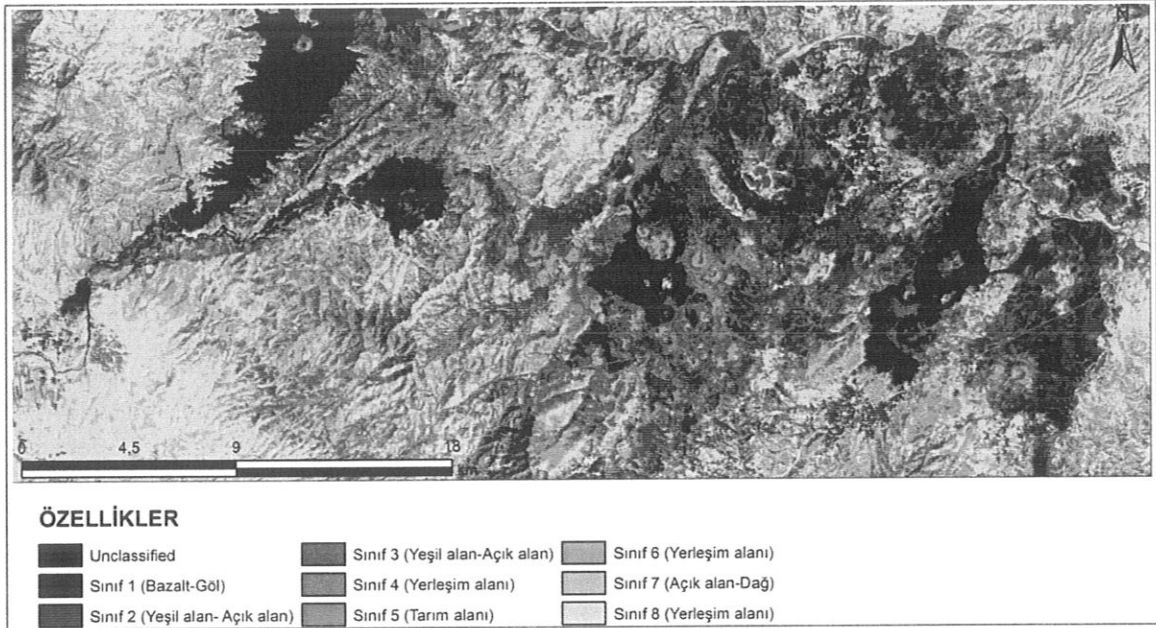 N
0 4,5 9 18
km
ÖZELLİKLER
Unclassified
Sınıf 1 (Bazalt-Göl)
Sınıf 2 (Yeşil alan- Açık alan)
Sınıf 3 (Yeşil alan-Açık alan)
Sınıf 4 (Yerleşim alanı)
Sınıf 5 (Tarım alanı)
Sınıf 6 (Yerleşim alanı)
Sınıf 7 (Açık alan-Dağ)
Sınıf 8 (Yerleşim alanı)